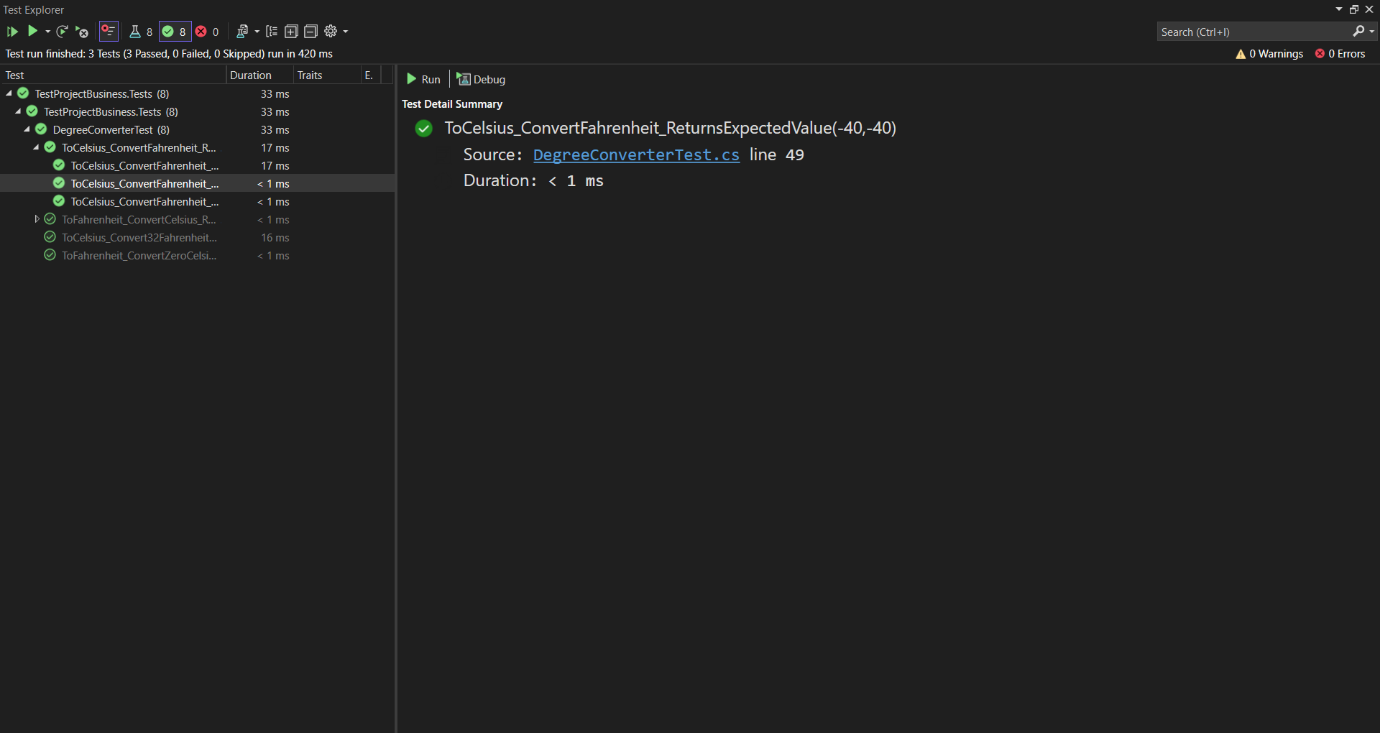 Test Explorer
8 8 0
Search (Ctrl+I)
Test run finished: 3 Tests (3 Passed, 0 Failed, 0 Skipped) run in 420 ms
0 Warnings 0 Errors
Test Duration Traits E.
TestProjectBusiness.Tests (8) 33 ms
TestProjectBusiness.Tests (8) 33 ms
DegreeConverterTest (8) 33 ms
ToCelsius_ConvertFahrenheit_R... 17 ms
ToCelsius_ConvertFahrenheit_... 17 ms
ToCelsius_ConvertFahrenheit_... < 1 ms
ToCelsius_ConvertFahrenheit_... < 1 ms
ToFahrenheit_ConvertCelsius_R... < 1 ms
ToCelsius_Convert32Fahrenheit... 16 ms
ToFahrenheit_ConvertZeroCelsi... < 1 ms
Run Debug
Test Detail Summary
ToCelsius_ConvertFahrenheit_ReturnsExpectedValue(-40,-40)
Source: DegreeConverterTest.cs line 49
Duration: < 1 ms